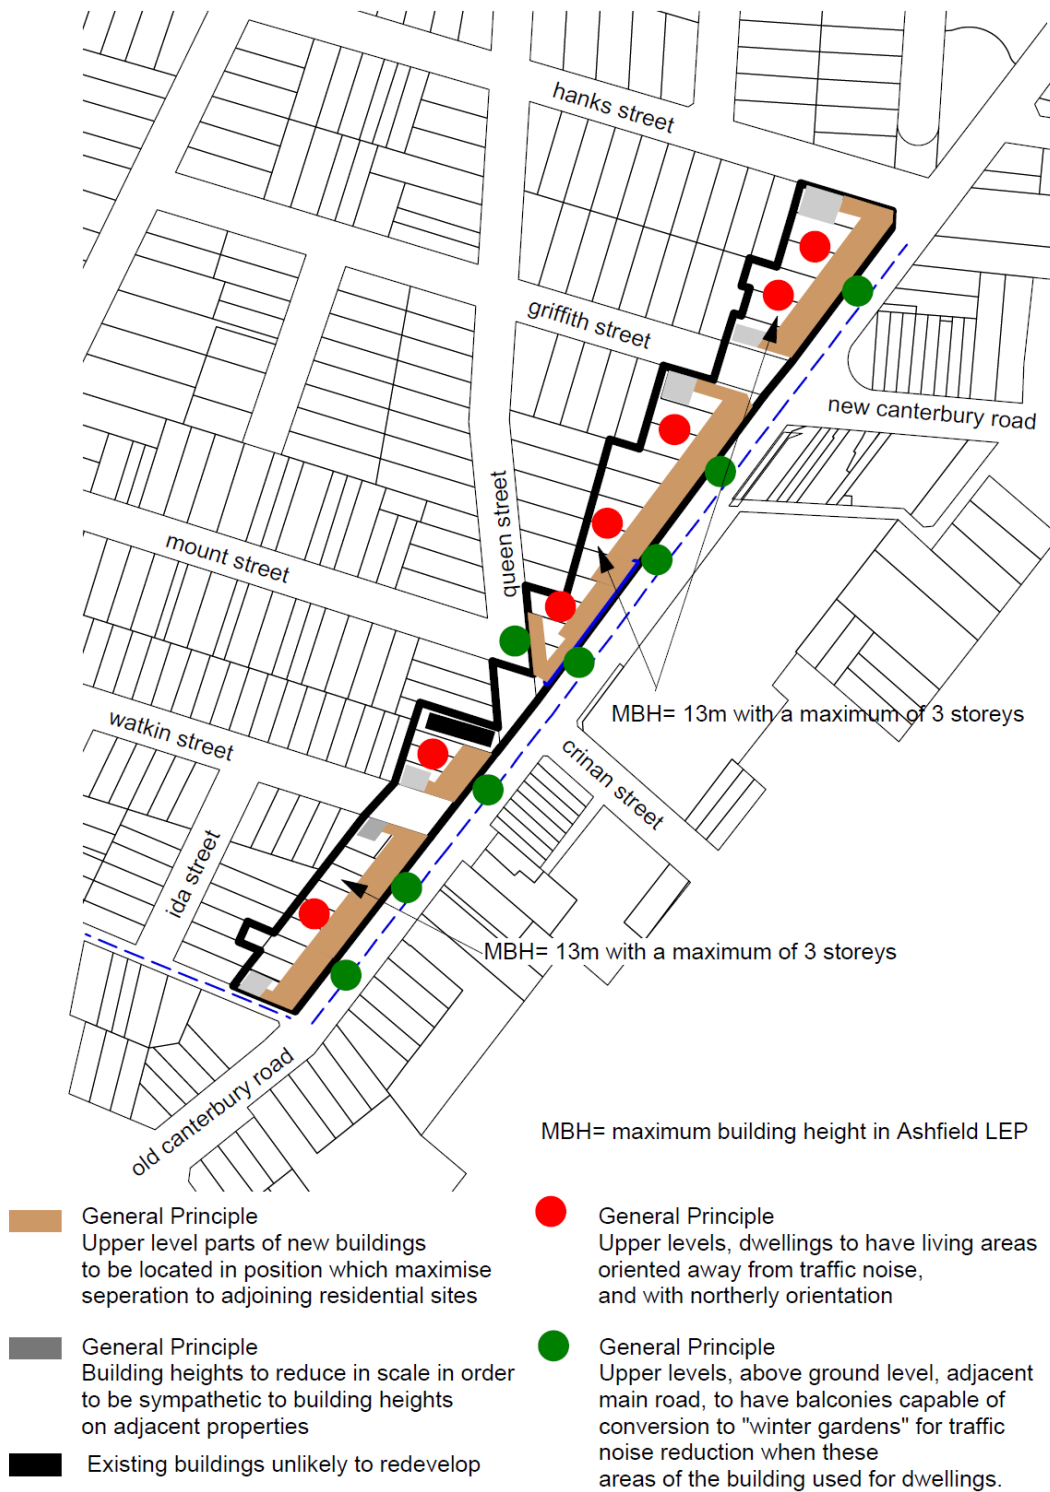 hanks street
griffith street
new canterbury road
queen street
mount street
MBH= 13m with a maximum of 3 storeys
watkin street
crinan street
ida street
MBH= 13m with a maximum of 3 storeys
old canterbury road
MBH= maximum building height in Ashfield LEP
General Principle
Upper level parts of new buildings
to be located in position which maximise
seperation to adjoining residential sites
General Principle
Upper levels, dwellings to have living areas
oriented away from traffic noise,
and with northerly orientation
General Principle
Building heights to reduce in scale in order
to be sympathetic to building heights
on adjacent properties
General Principle
Upper levels, above ground level, adjacent
main road, to have balconies capable of
conversion to "winter gardens" for traffic
noise reduction when these
areas of the building used for dwellings.
Existing buildings unlikely to redevelop